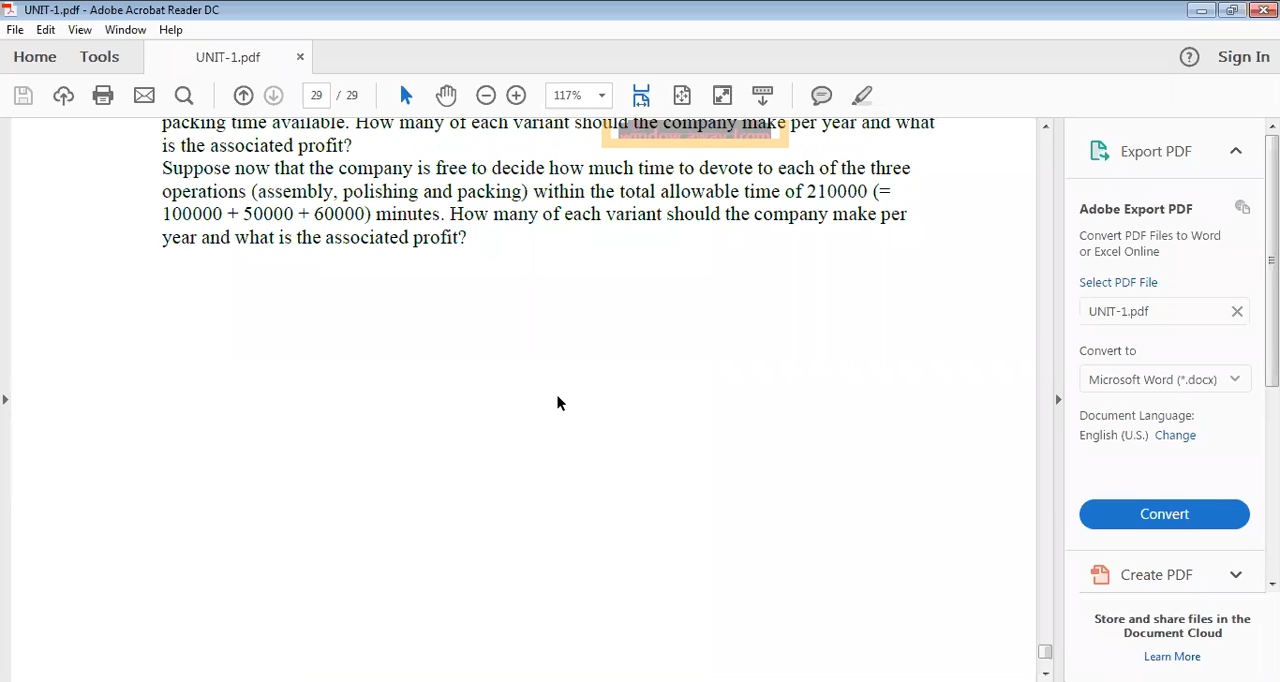 UNIT-1.pdf - Adobe Acrobat Reader DC
File Edit View Window Help
Home Tools UNIT-1.pdf × ? Sign In
29 / 29 117%
packing time available. How many of each variant should the company make per year and what
window away from
is the associated profit?
Suppose now that the company is free to decide how much time to devote to each of the three
operations (assembly, polishing and packing) within the total allowable time of 210000 (=
100000 + 50000 + 60000) minutes. How many of each variant should the company make per
year and what is the associated profit?
Export PDF
Adobe Export PDF
Convert PDF Files to Word
or Excel Online
Select PDF File
UNIT-1.pdf
Convert to
Microsoft Word (*.docx)
Document Language:
English (U.S.) Change
Convert
Create PDF
Store and share files in the
Document Cloud
Learn More